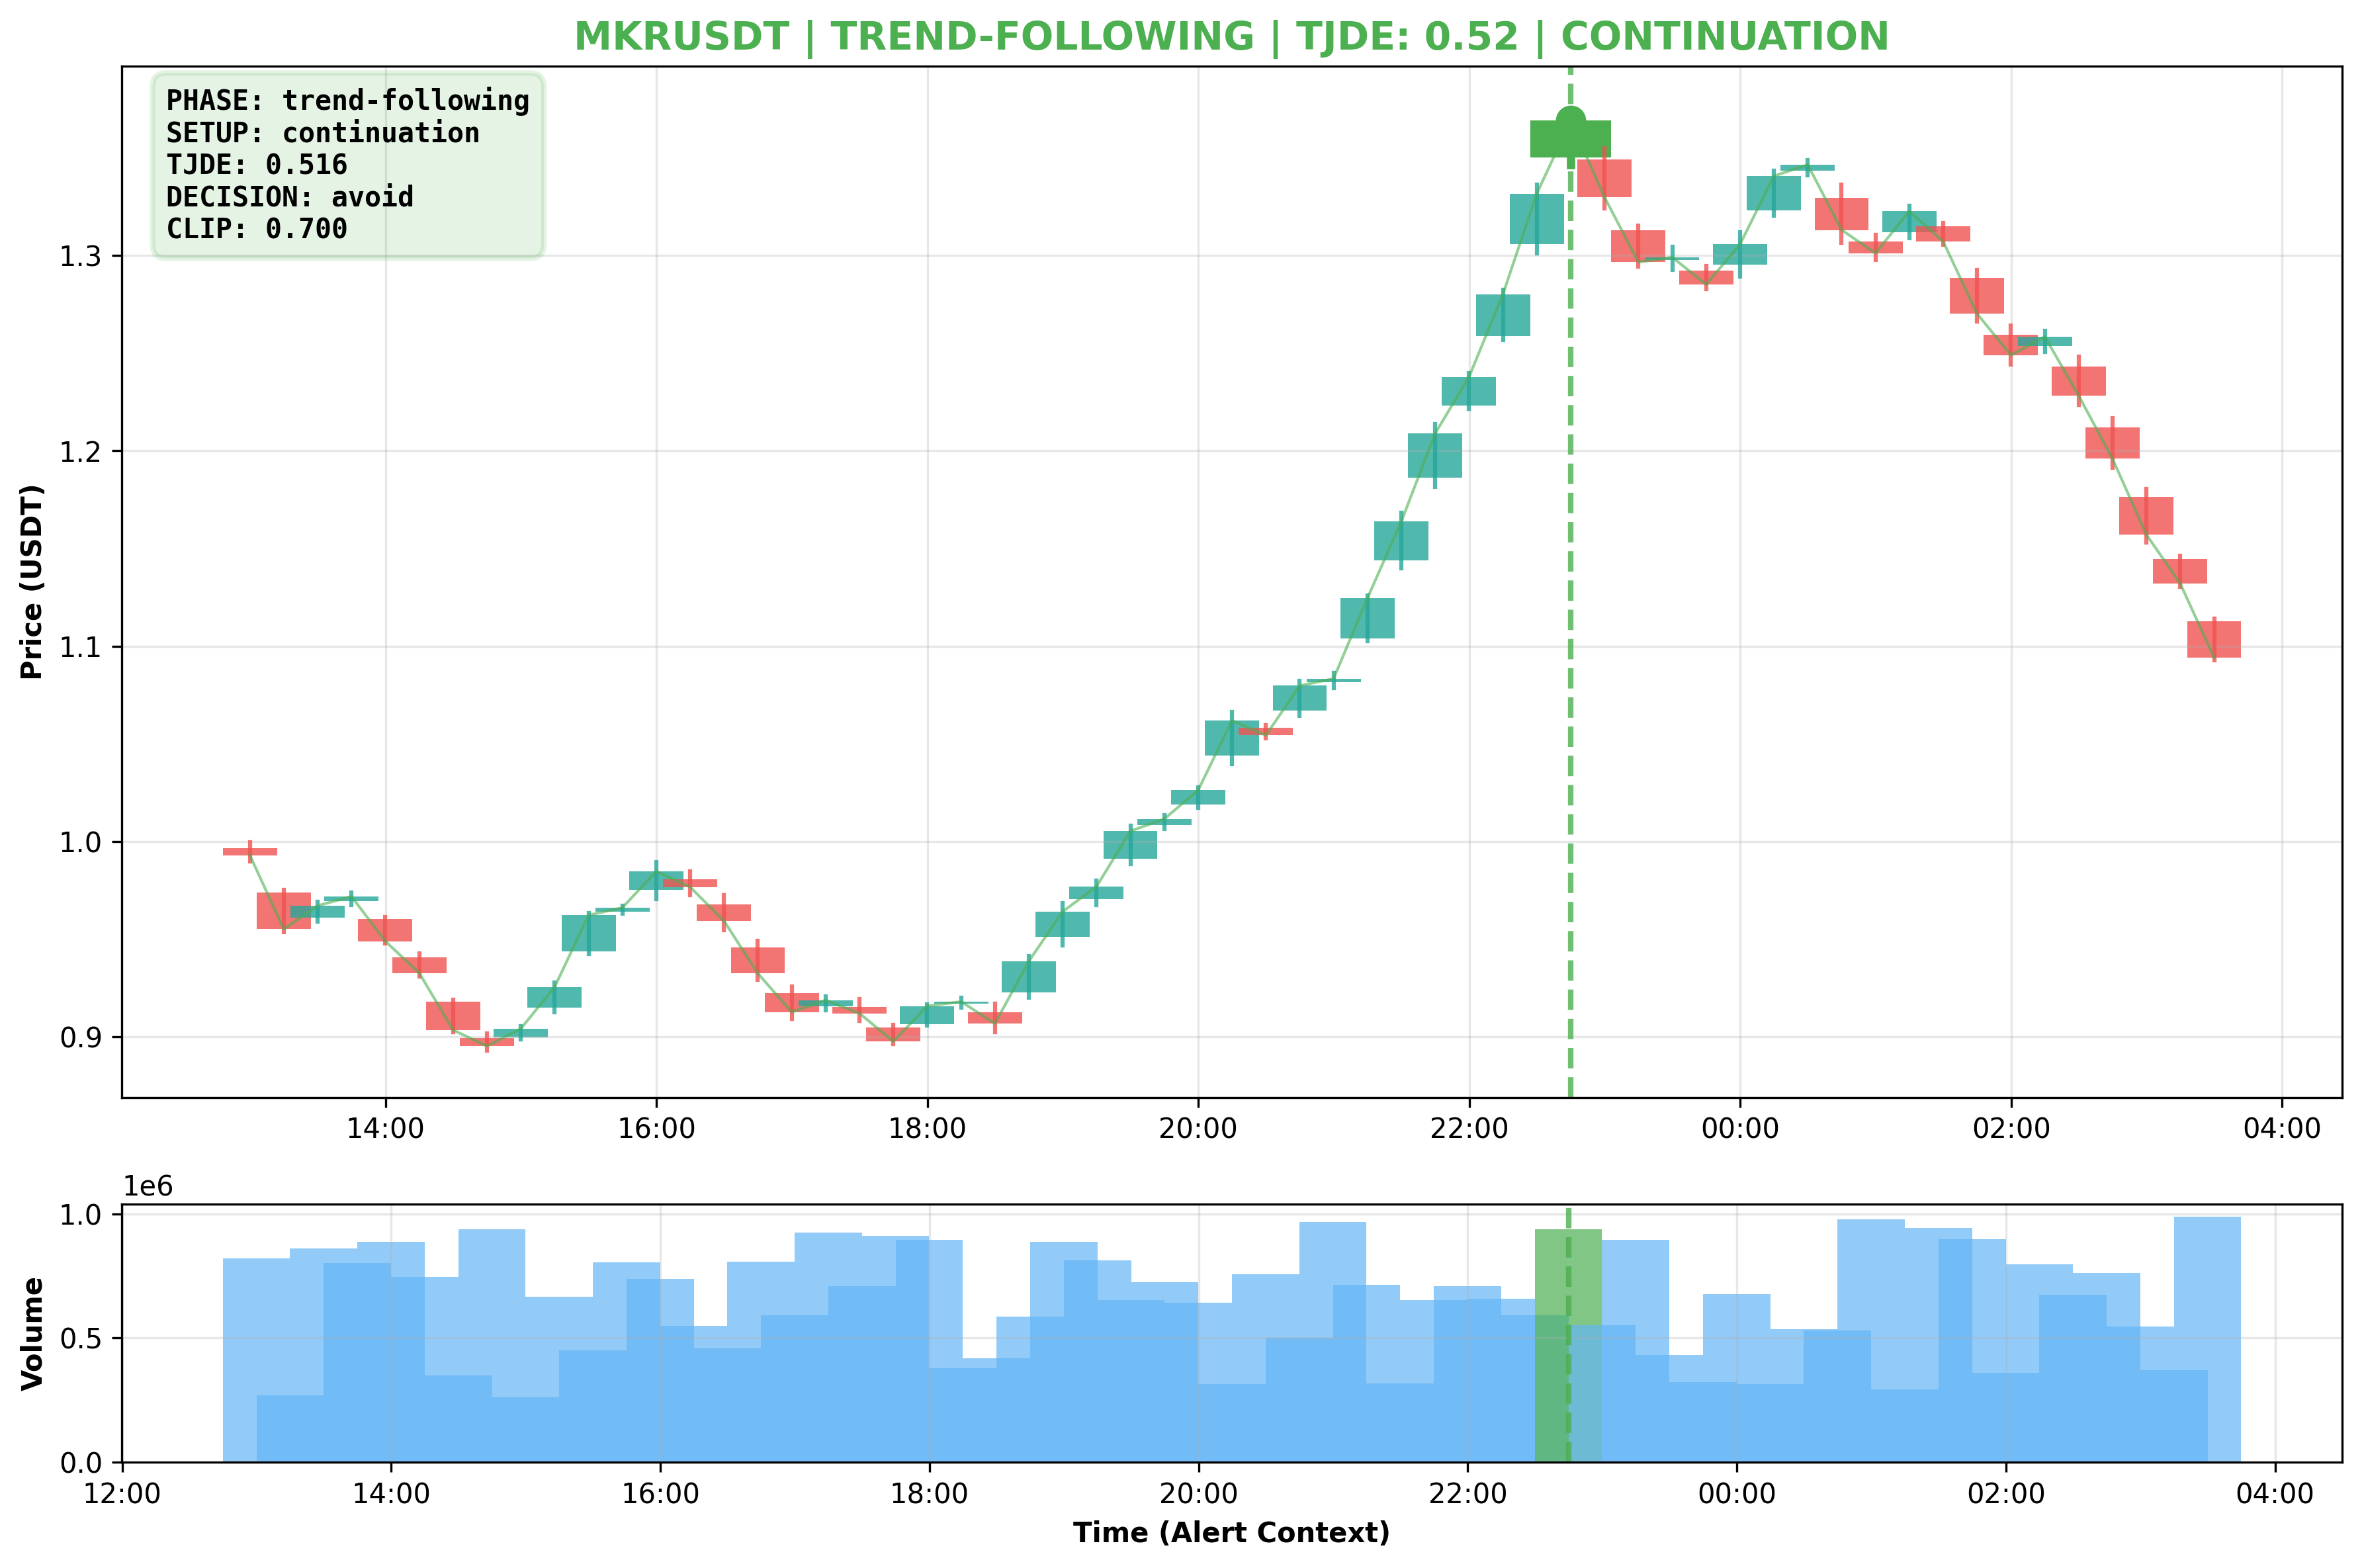 MKRUSDT | TREND-FOLLOWING | TJDE: 0.52 | CONTINUATION
PHASE: trend-following
SETUP: continuation
TJDE: 0.516
DECISION: avoid
CLIP: 0.700
Price (USDT)
1.3
1.2
1.1
1.0
0.9
14:00 16:00 18:00 20:00 22:00 00:00 02:00 04:00
1e6
Volume
1.0
0.5
0.0
12:00 14:00 16:00 18:00 20:00 22:00 00:00 02:00 04:00
Time (Alert Context)